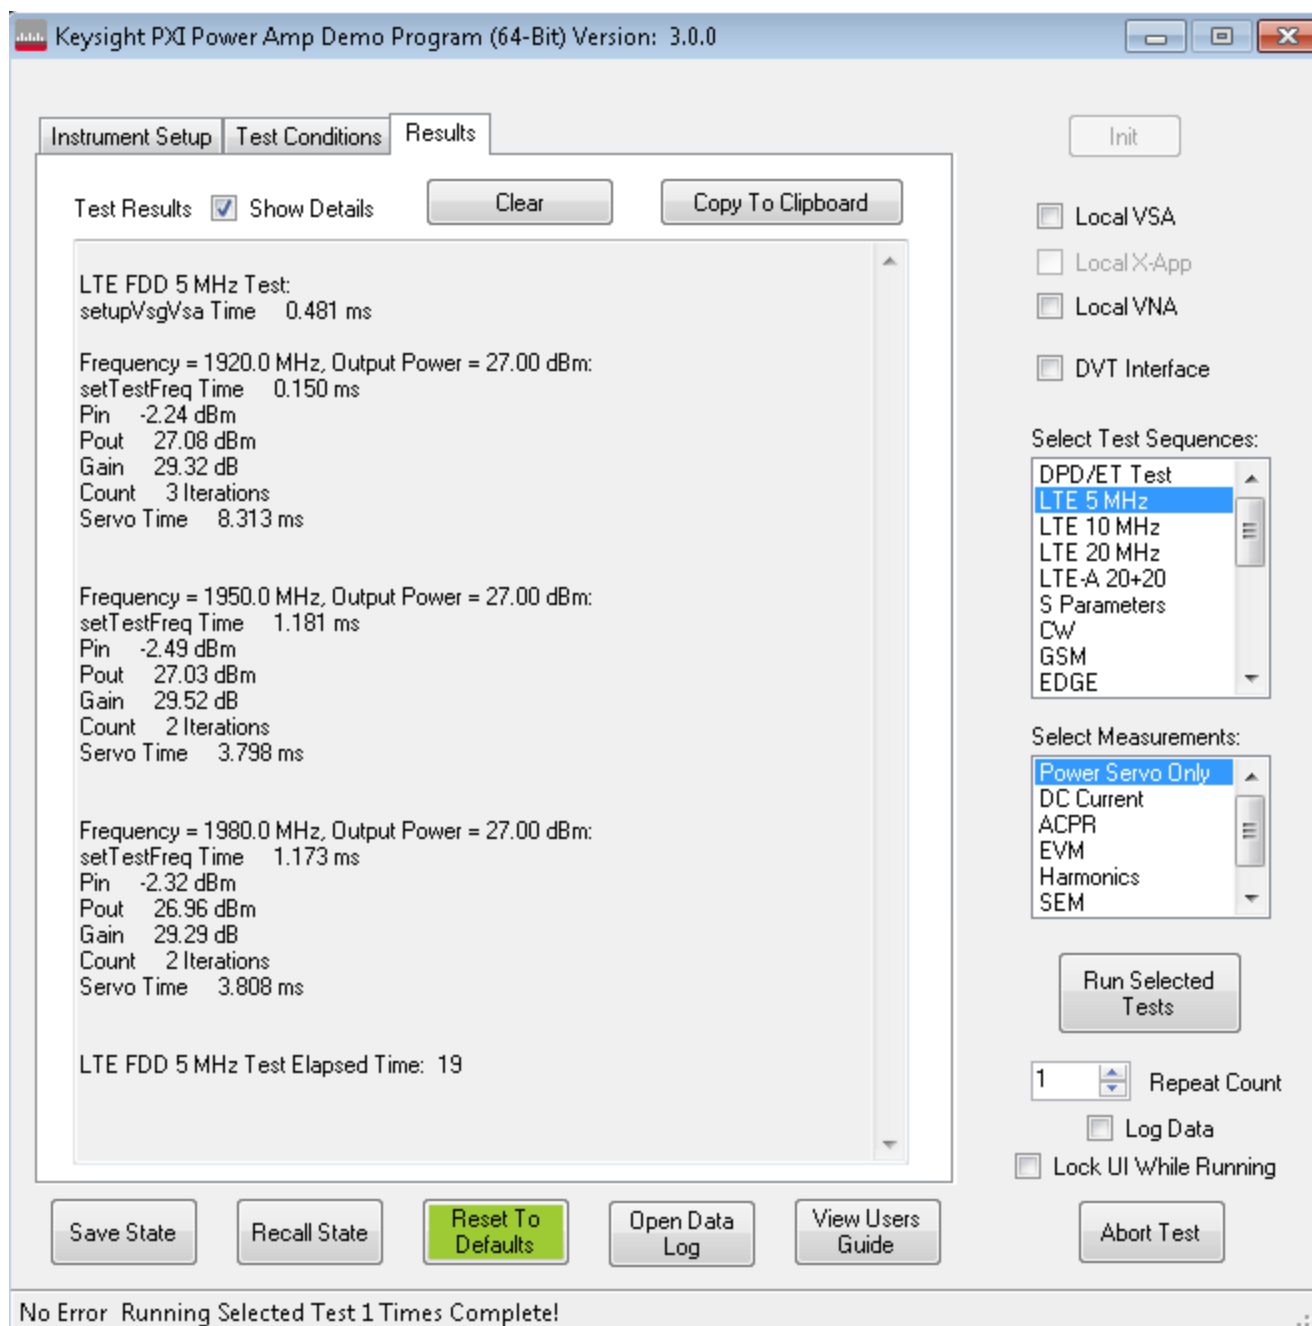 Keysight PXI Power Amp Demo Program (64-Bit) Version:  3.0.0
Instrument Setup
Test Conditions
Results
Init
Test Results
Show Details
Clear
Copy To Clipboard
LTE FDD 5 MHz Test:
setupVsgVsa Time    0.481 ms
Frequency = 1920.0 MHz, Output Power = 27.00 dBm:
setTestFreq Time    0.150 ms
Pin    -2.24 dBm
Pout    27.08 dBm
Gain    29.32 dB
Count    3 Iterations
Servo Time    8.313 ms
Frequency = 1950.0 MHz, Output Power = 27.00 dBm:
setTestFreq Time    1.181 ms
Pin    -2.49 dBm
Pout    27.03 dBm
Gain    29.52 dB
Count    2 Iterations
Servo Time    3.798 ms
Frequency = 1980.0 MHz, Output Power = 27.00 dBm:
setTestFreq Time    1.173 ms
Pin    -2.32 dBm
Pout    26.96 dBm
Gain    29.29 dB
Count    2 Iterations
Servo Time    3.808 ms
LTE FDD 5 MHz Test Elapsed Time:  19
Local VSA
Local X-App
Local VNA
DVT Interface
Select Test Sequences:
DPD/ET Test
LTE 5 MHz
LTE 10 MHz
LTE 20 MHz
LTE-A 20+20
S Parameters
CW
GSM
EDGE
Select Measurements:
Power Servo Only
DC Current
ACPR
EVM
Harmonics
SEM
Run Selected
Tests
1
Repeat Count
Log Data
Lock UI While Running
Save State
Recall State
Reset To
Defaults
Open Data
Log
View Users
Guide
Abort Test
No Error  Running Selected Test 1 Times Complete!